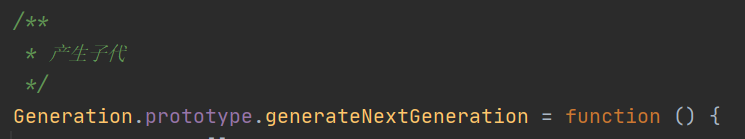 /**
 * 产生子代
 */
Generation.prototype.generateNextGeneration = function () {